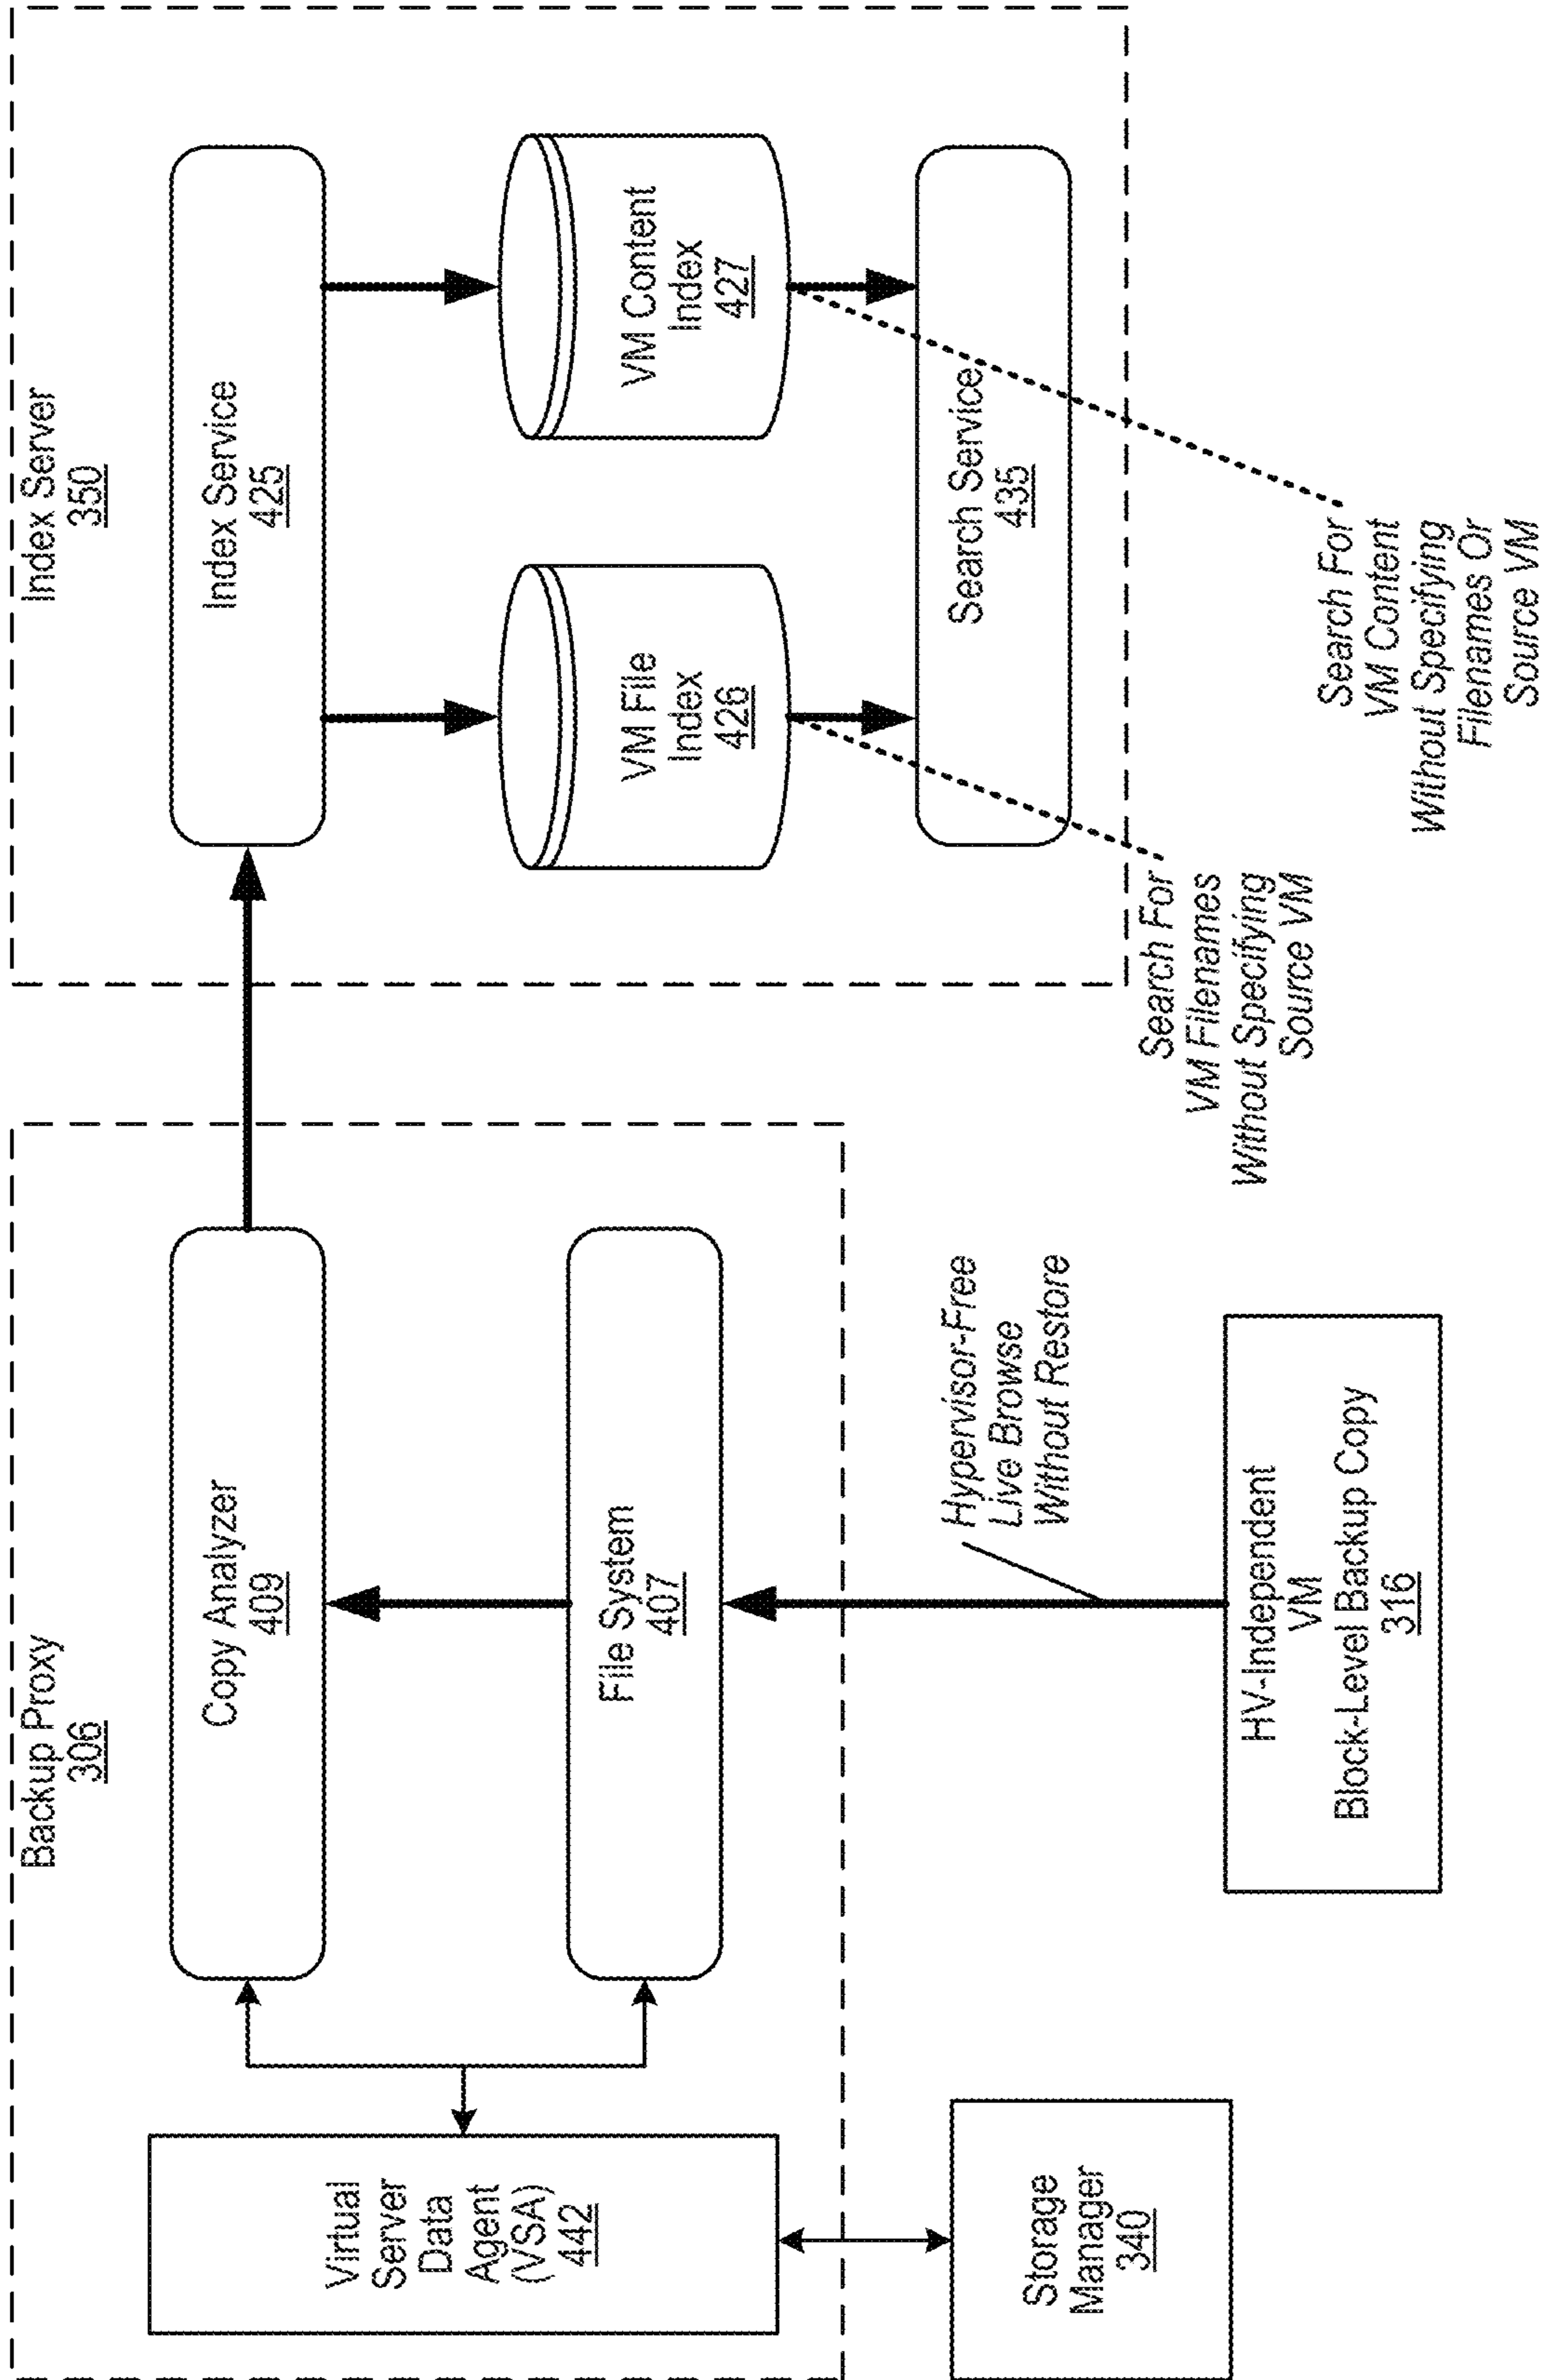 Backup Proxy
306
Virtual
Server
Data
Agent
(VSA)
442
Copy Analyzer
409
File System
407
Storage
Manager
340
Hypervisor-Free
Live Browse
Without Restore
HV-Independent
VM
Block-Level Backup Copy
316
Index Server
350
Index Service
425
VM File
Index
426
VM Content
Index
427
Search Service
435
Search For
VM Filenames
Without Specifying
Source VM
Search For
VM Content
Without Specifying
Filenames Or
Source VM